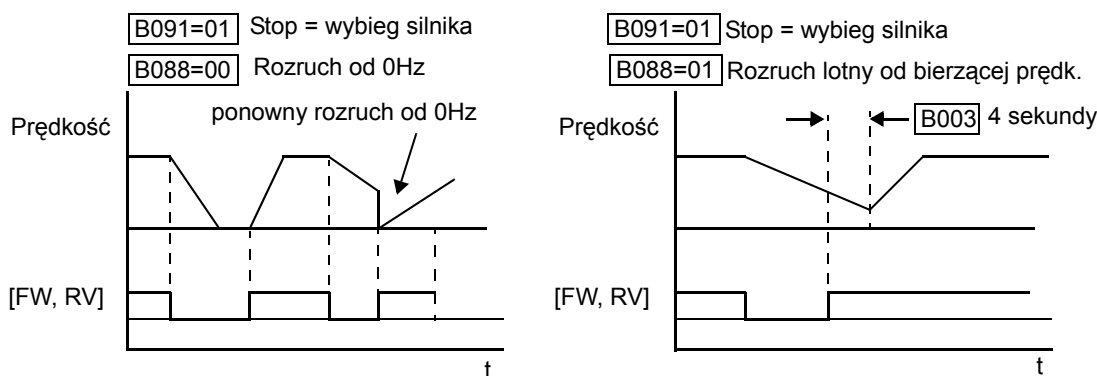 B091=01 Stop = wybieg silnika
B088=00 Rozruch od 0Hz
ponowny rozruch od 0Hz
Prędkość
[FW, RV]
t
B091=01 Stop = wybieg silnika
B088=01 Rozruch lotny od bierzącej prędk.
B003 4 sekundy
Prędkość
[FW, RV]
t